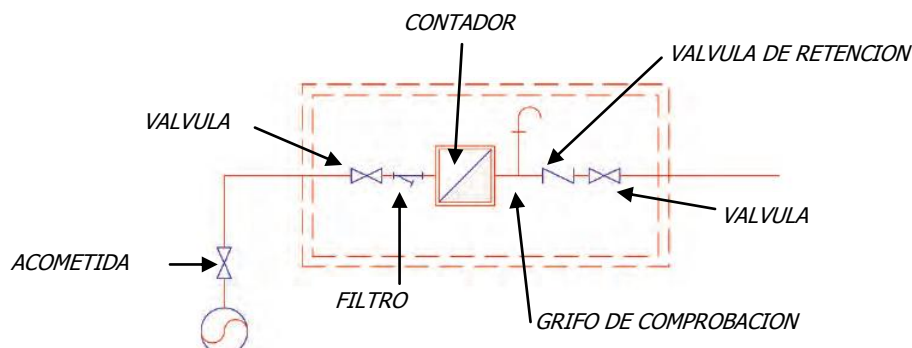 CONTADOR
VALVULA DE RETENCION
VALVULA
VALVULA
ACOMETIDA
FILTRO
GRIFO DE COMPROBACION